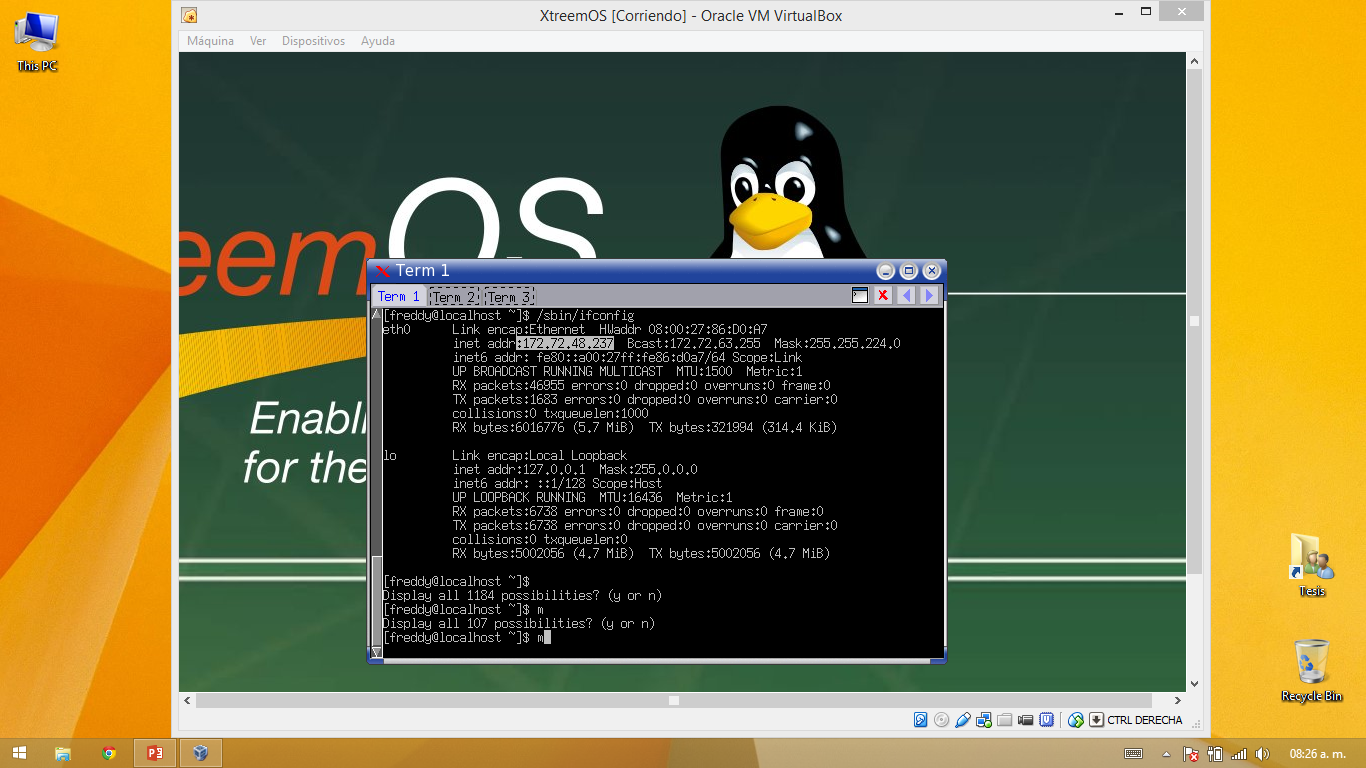 XtreemOS [Corriendo] - Oracle VM VirtualBox
This PC
Máquina Ver Dispositivos Ayuda
eemOS
Enabli
for the
Term 1
Term 1 Term 2 Term 3
[freddy@localhost ~]$ /sbin/ifconfig
eth0 Link encap:Ethernet HWaddr 08:00:27:86:D0:A7
inet addr:172.72.48.237 Bcast:172.72.63.255 Mask:255.255.224.0
inet6 addr: fe80::a00:27ff:fe86:d0a7/64 Scope:Link
UP BROADCAST RUNNING MULTICAST MTU:1500 Metric:1
RX packets:46955 errors:0 dropped:0 overruns:0 frame:0
TX packets:1683 errors:0 dropped:0 overruns:0 carrier:0
collisions:0 txqueuelen:1000
RX bytes:6016776 (5.7 MiB) TX bytes:321994 (314.4 KiB)
lo Link encap:Local Loopback
inet addr:127.0.0.1 Mask:255.0.0.0
inet6 addr: ::1/128 Scope:Host
UP LOOPBACK RUNNING MTU:16436 Metric:1
RX packets:6738 errors:0 dropped:0 overruns:0 frame:0
TX packets:6738 errors:0 dropped:0 overruns:0 carrier:0
collisions:0 txqueuelen:0
RX bytes:5002056 (4.7 MiB) TX bytes:5002056 (4.7 MiB)
[freddy@localhost ~]$
Display all 1184 possibilities? (y or n)
[freddy@localhost ~]$ m
Display all 107 possibilities? (y or n)
[freddy@localhost ~]$ m
Tesis
Recycle Bin
CTRL DERECHA
08:26 a. m.